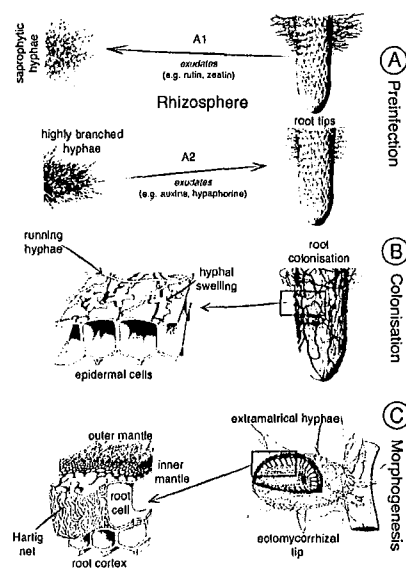 saprophytic
hyphae
A1
exudates
(e.g. rutin, zeatin)
Rhizosphere
root tips
A
Preinfection
highly branched
hyphae
A2
exudates
(e.g. auxins, hypaphorine)
running
hyphae
hyphal
swelling
epidermal cells
root
colonisation
B
Colonisation
outer mantle
inner
mantle
root
cell
Hartig
net
root cortex
extramatrical hyphae
ectomycorrhizal
tip
C
Morphogenesis